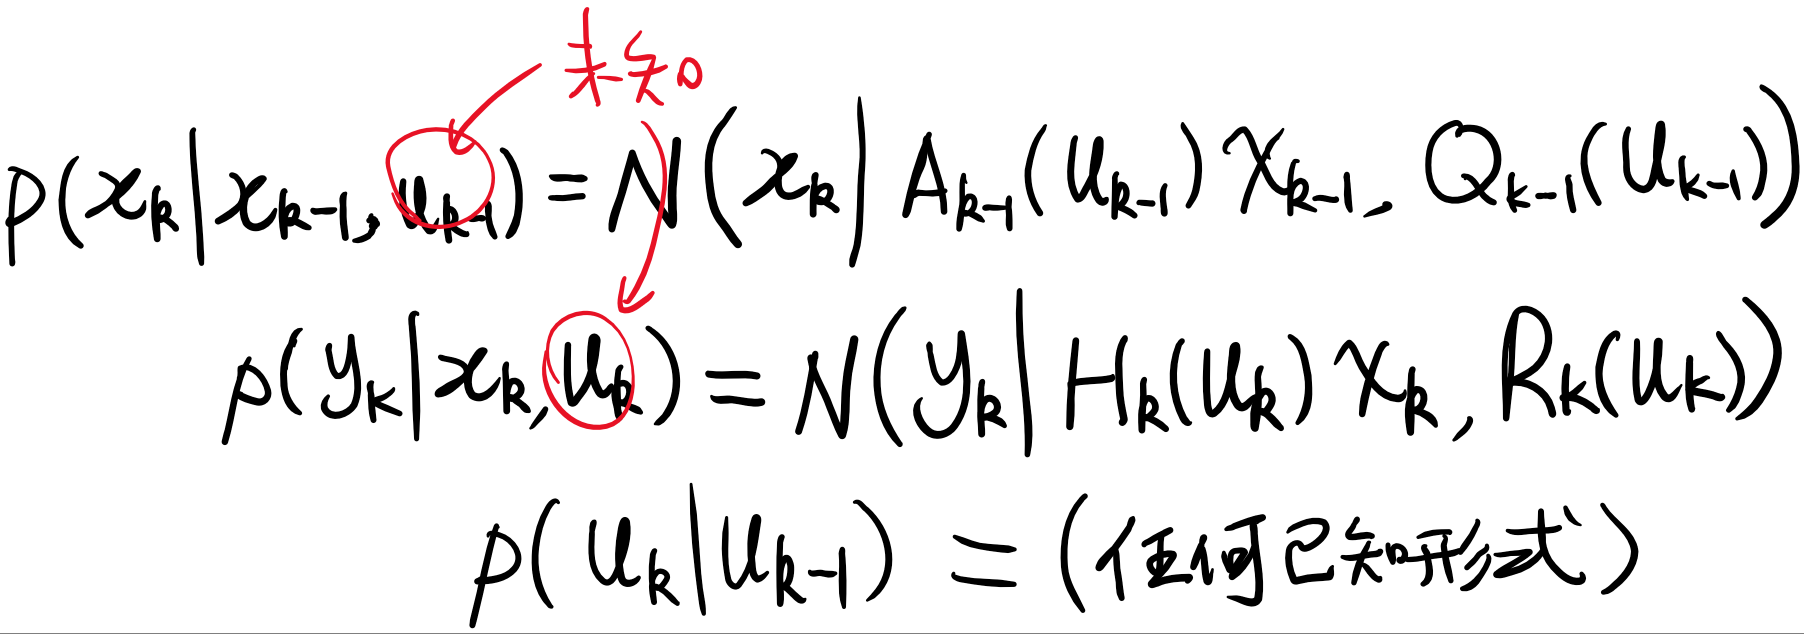 未知
p(x_k | x_{k-1}, u_{k-1}) = N(x_k | A_{k-1}(u_{k-1}) x_{k-1}, Q_{k-1}(u_{k-1}))
p(y_k | x_k, u_k) = N(y_k | H_k(u_k) x_k, R_k(u_k))
p(u_k | u_{k-1}) = (任何已知形式)